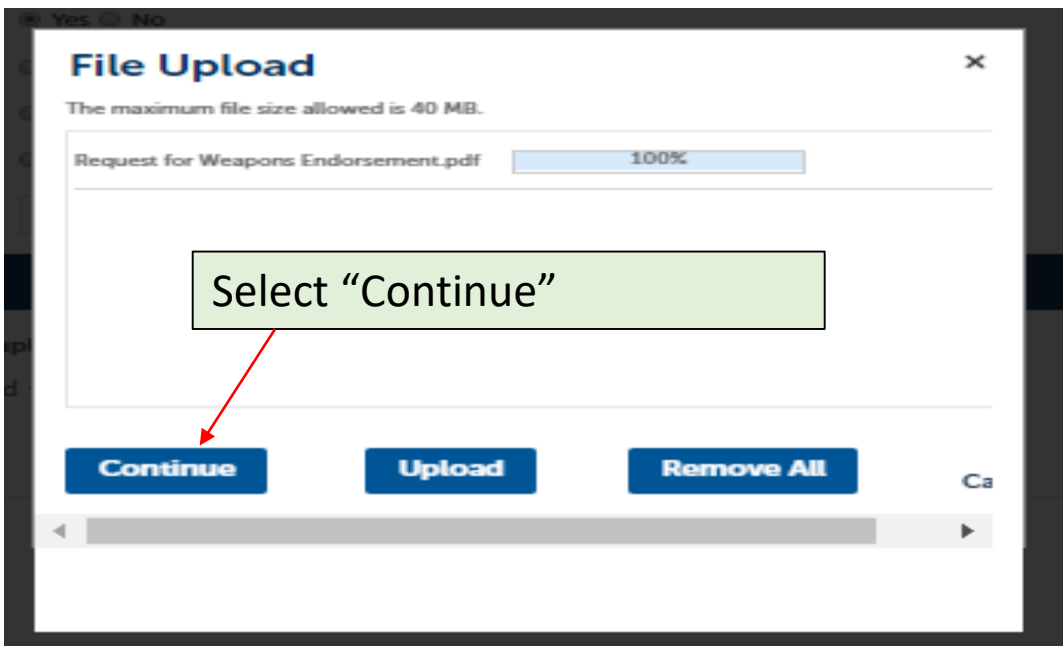 Yes No
File Upload
×
The maximum file size allowed is 40 MB.
Request for Weapons Endorsement.pdf 100%
Select “Continue”
Continue Upload Remove All Ca